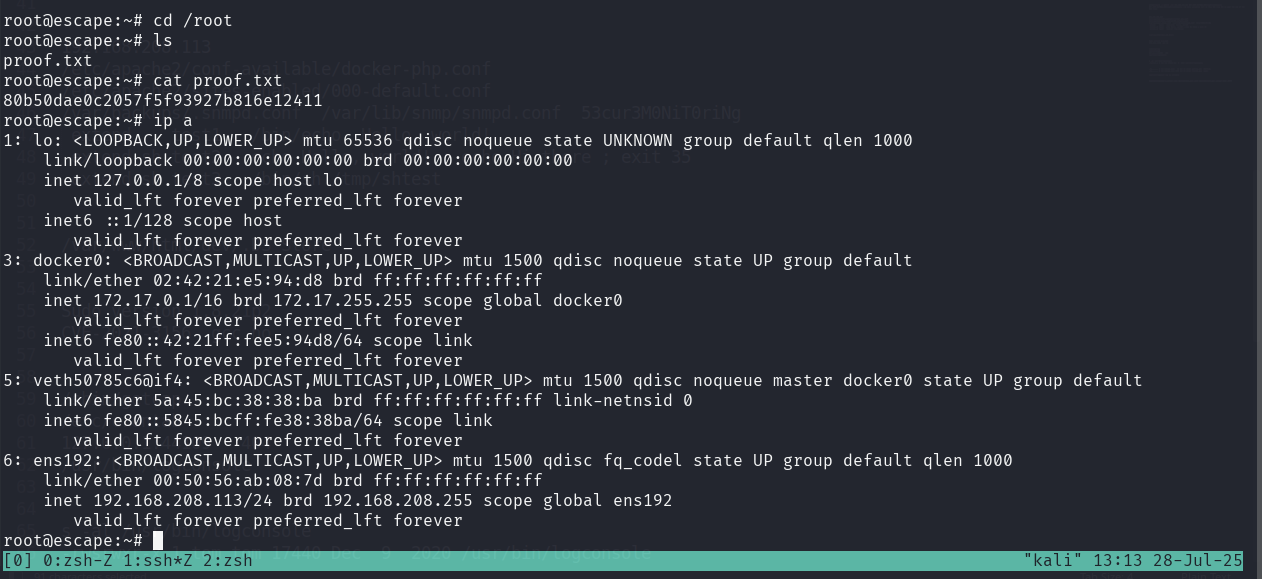 root@escape:~# cd /root
root@escape:~# ls
proof.txt
root@escape:~# cat proof.txt
80b50dae0c2057f5f93927b816e12411
root@escape:~# ip a
1: lo: <LOOPBACK,UP,LOWER_UP> mtu 65536 qdisc noqueue state UNKNOWN group default qlen 1000
    link/loopback 00:00:00:00:00:00 brd 00:00:00:00:00:00
    inet 127.0.0.1/8 scope host lo
       valid_lft forever preferred_lft forever
    inet6 ::1/128 scope host
       valid_lft forever preferred_lft forever
3: docker0: <BROADCAST,MULTICAST,UP,LOWER_UP> mtu 1500 qdisc noqueue state UP group default
    link/ether 02:42:21:e5:94:d8 brd ff:ff:ff:ff:ff:ff
    inet 172.17.0.1/16 brd 172.17.255.255 scope global docker0
       valid_lft forever preferred_lft forever
    inet6 fe80::42:21ff:fee5:94d8/64 scope link
       valid_lft forever preferred_lft forever
5: veth50785c6@if4: <BROADCAST,MULTICAST,UP,LOWER_UP> mtu 1500 qdisc noqueue master docker0 state UP group default
    link/ether 5a:45:bc:38:38:ba brd ff:ff:ff:ff:ff:ff link-netnsid 0
    inet6 fe80::5845:bcff:fe38:38ba/64 scope link
       valid_lft forever preferred_lft forever
6: ens192: <BROADCAST,MULTICAST,UP,LOWER_UP> mtu 1500 qdisc fq_codel state UP group default qlen 1000
    link/ether 00:50:56:ab:08:7d brd ff:ff:ff:ff:ff:ff
    inet 192.168.208.113/24 brd 192.168.208.255 scope global ens192
       valid_lft forever preferred_lft forever
root@escape:~#
[0] 0:zsh-Z 1:ssh*Z 2:zsh "kali" 13:13 28-Jul-25